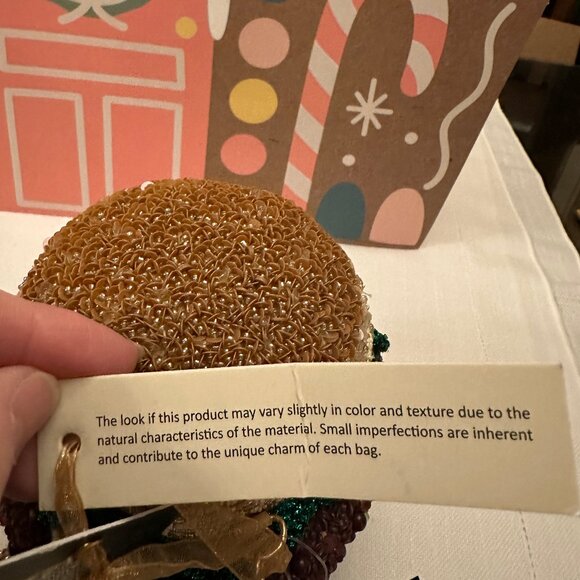 The look if this product may vary slightly in color and texture due to the
natural characteristics of the material. Small imperfections are inherent
and contribute to the unique charm of each bag.